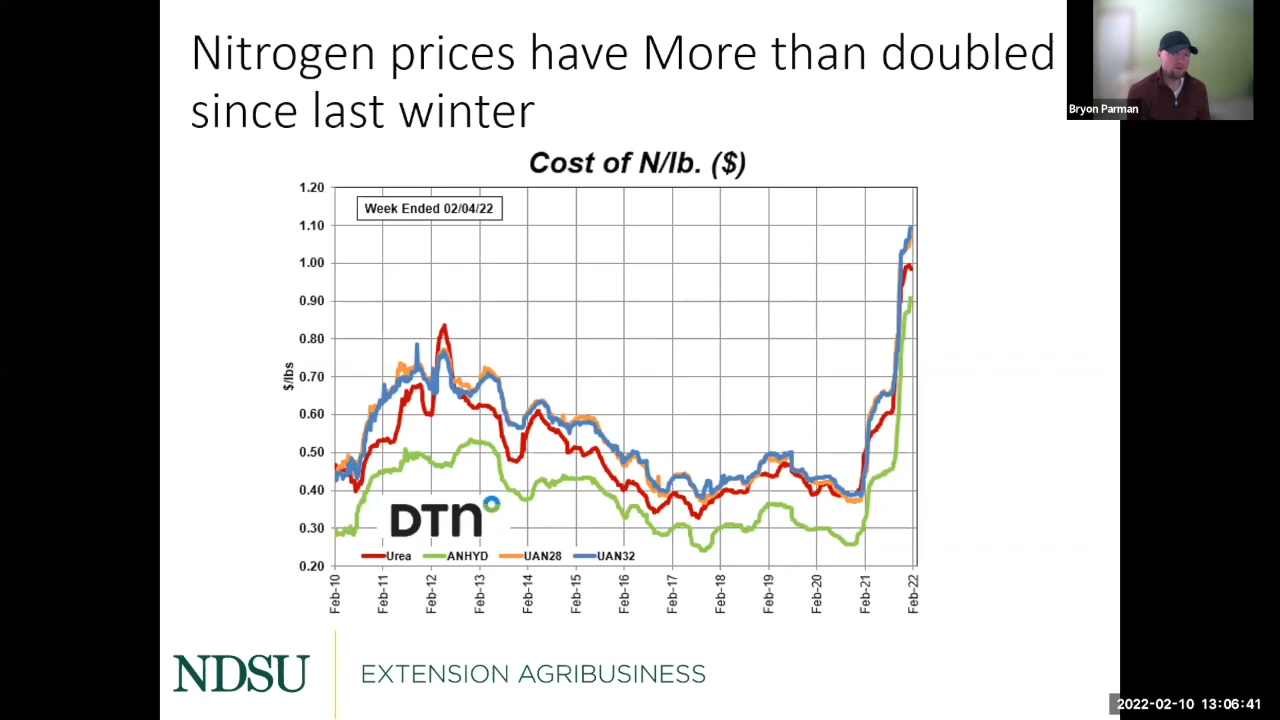 Nitrogen prices have More than doubled
since last winter
Bryon Parman
Cost of N/lb. ($)
Week Ended 02/04/22
1.20
1.10
1.00
0.90
0.80
0.70
0.60
0.50
0.40
0.30
0.20
$/lbs
DTN
Urea ANHYD UAN28 UAN32
Feb-10 Feb-11 Feb-12 Feb-13 Feb-14 Feb-15 Feb-16 Feb-17 Feb-18 Feb-19 Feb-20 Feb-21 Feb-22
NDSU EXTENSION AGRIBUSINESS
2022-02-10 13:06:41